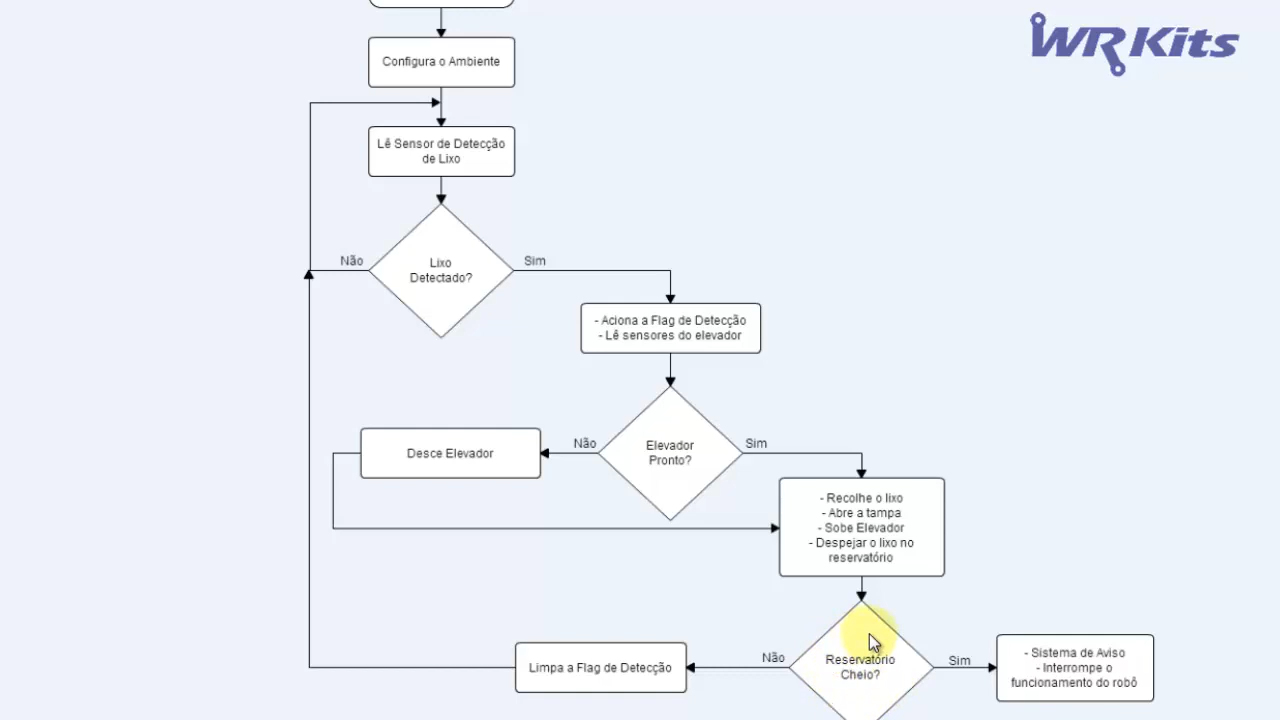 WR Kits
Configura o Ambiente
Lê Sensor de Detecção
de Lixo
Lixo
Detectado?
Não
Sim
- Aciona a Flag de Detecção
- Lê sensores do elevador
Elevador
Pronto?
Não
Sim
Desce Elevador
- Recolhe o lixo
- Abre a tampa
- Sobe Elevador
- Despejar o lixo no
reservatório
Reservatório
Cheio?
Não
Sim
Limpa a Flag de Detecção
- Sistema de Aviso
- Interrompe o
funcionamento do robô